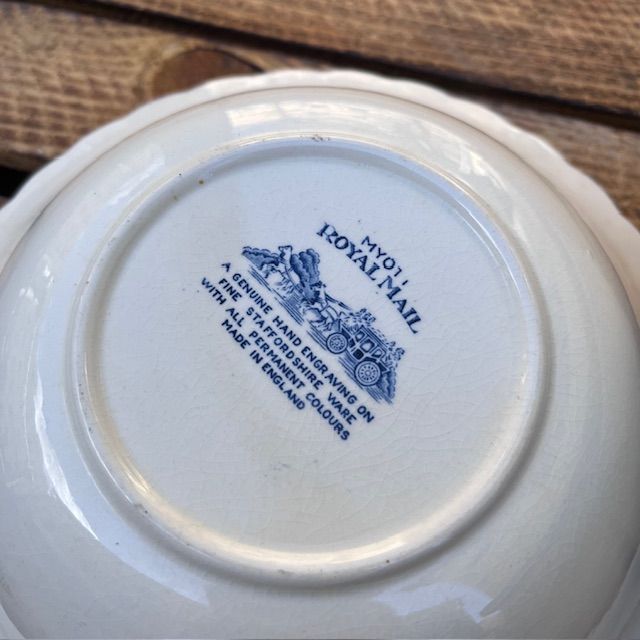 MYOTT
ROYAL MAIL
A GENUINE HAND ENGRAVING ON
FINE STAFFORDSHIRE WARE
WITH ALL PERMANENT COLOURS
MADE IN ENGLAND